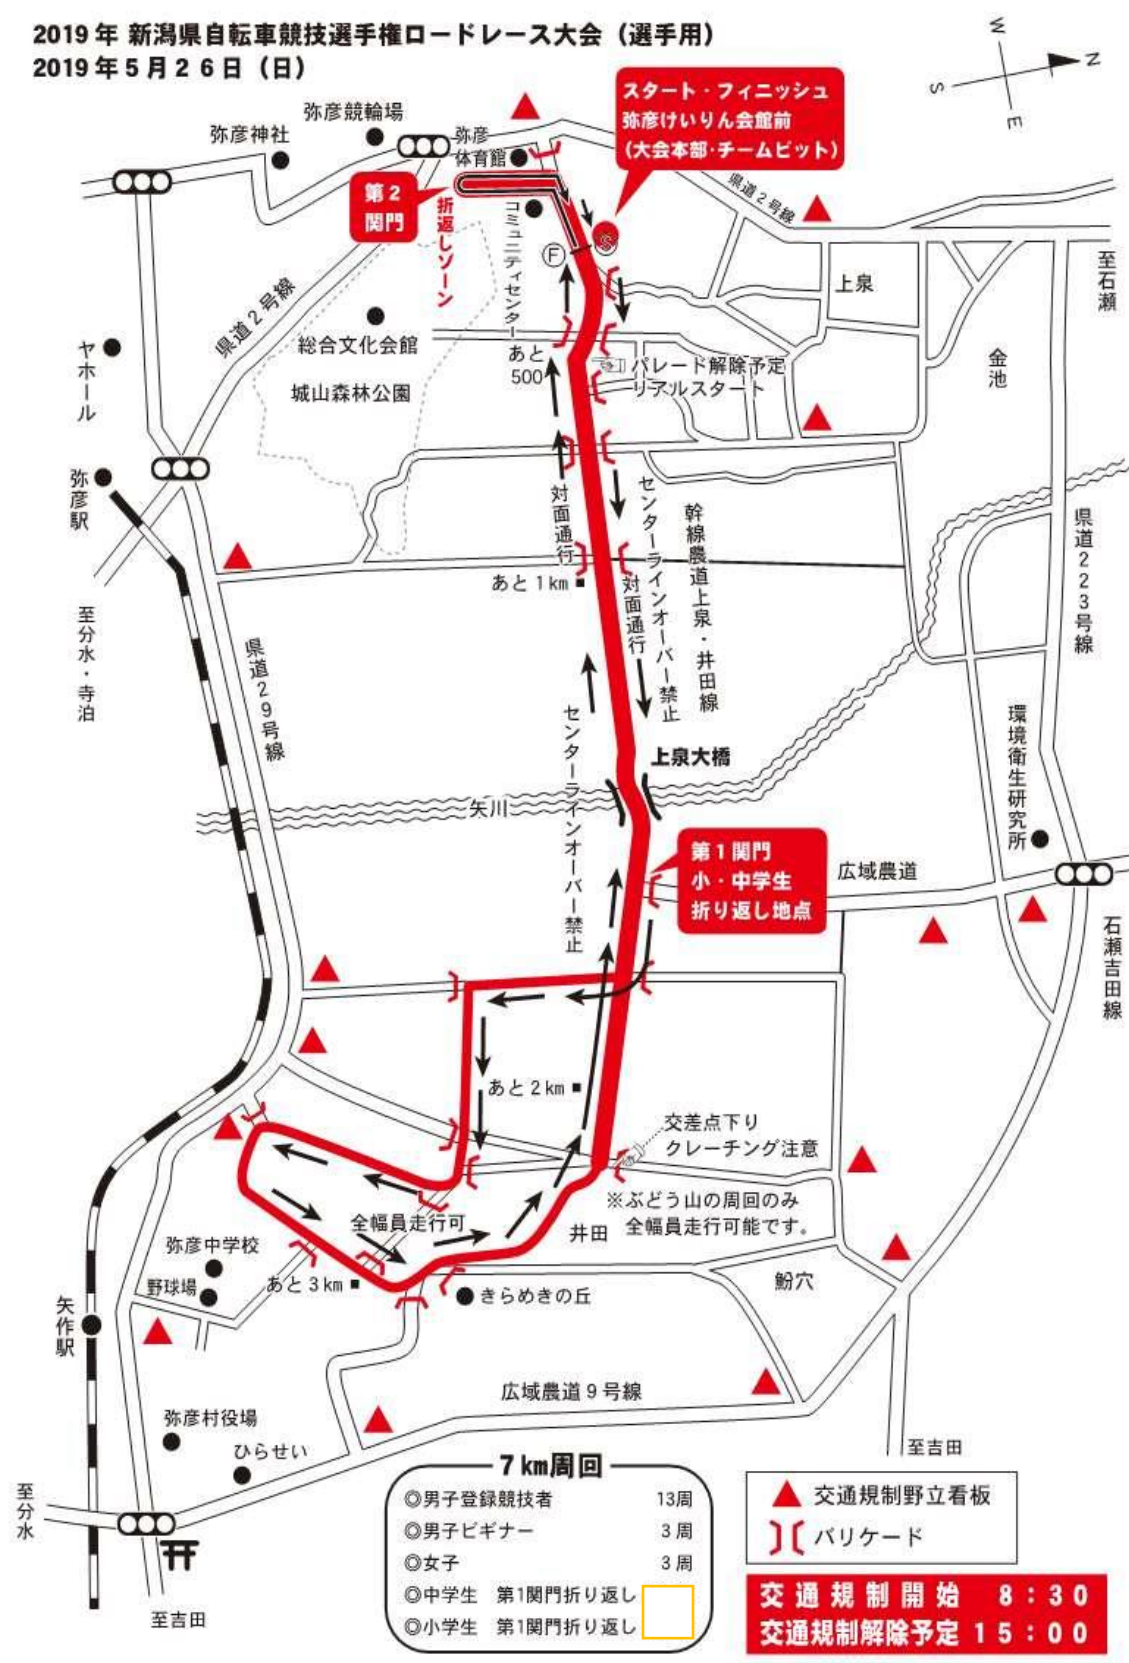 2019年 新潟県自転車競技選手権ロードレース大会（選手用）
2019年5月26日（日）
W
N
S
E
スタート・フィニッシュ
弥彦けいりん会館前
（大会本部・チームピット）
弥彦競輪場
弥彦神社
弥彦
体育館
第2
関門
折返しゾーン
コミュニティセンター
S
F
県道2号線
上泉
至石瀬
県道2号線
総合文化会館
城山森林公園
ヤホール
あと
500
パレード解除予定
リアルスタート
金池
弥彦駅
対面通行
センターラインオーバー禁止
幹線農道上泉・井田線
県道223号線
あと1km
対面通行
至分水・寺泊
県道29号線
センターラインオーバー禁止
上泉大橋
環境衛生研究所
矢川
第1関門
小・中学生
折り返し地点
広域農道
石瀬吉田線
あと2km
交差点下り
クレーチング注意
※ぶどう山の周回のみ
全幅員走行可能です。
全幅員走行可
井田
弥彦中学校
野球場
あと3km
きらめきの丘
鮒穴
矢作駅
広域農道9号線
弥彦村役場
ひらせい
至吉田
至分水
至吉田
7km周回
◎男子登録競技者 13周
◎男子ビギナー 3周
◎女子 3周
◎中学生 第1関門折り返し
◎小学生 第1関門折り返し
交通規制野立看板
バリケード
交通規制開始 8：30
交通規制解除予定 15：00